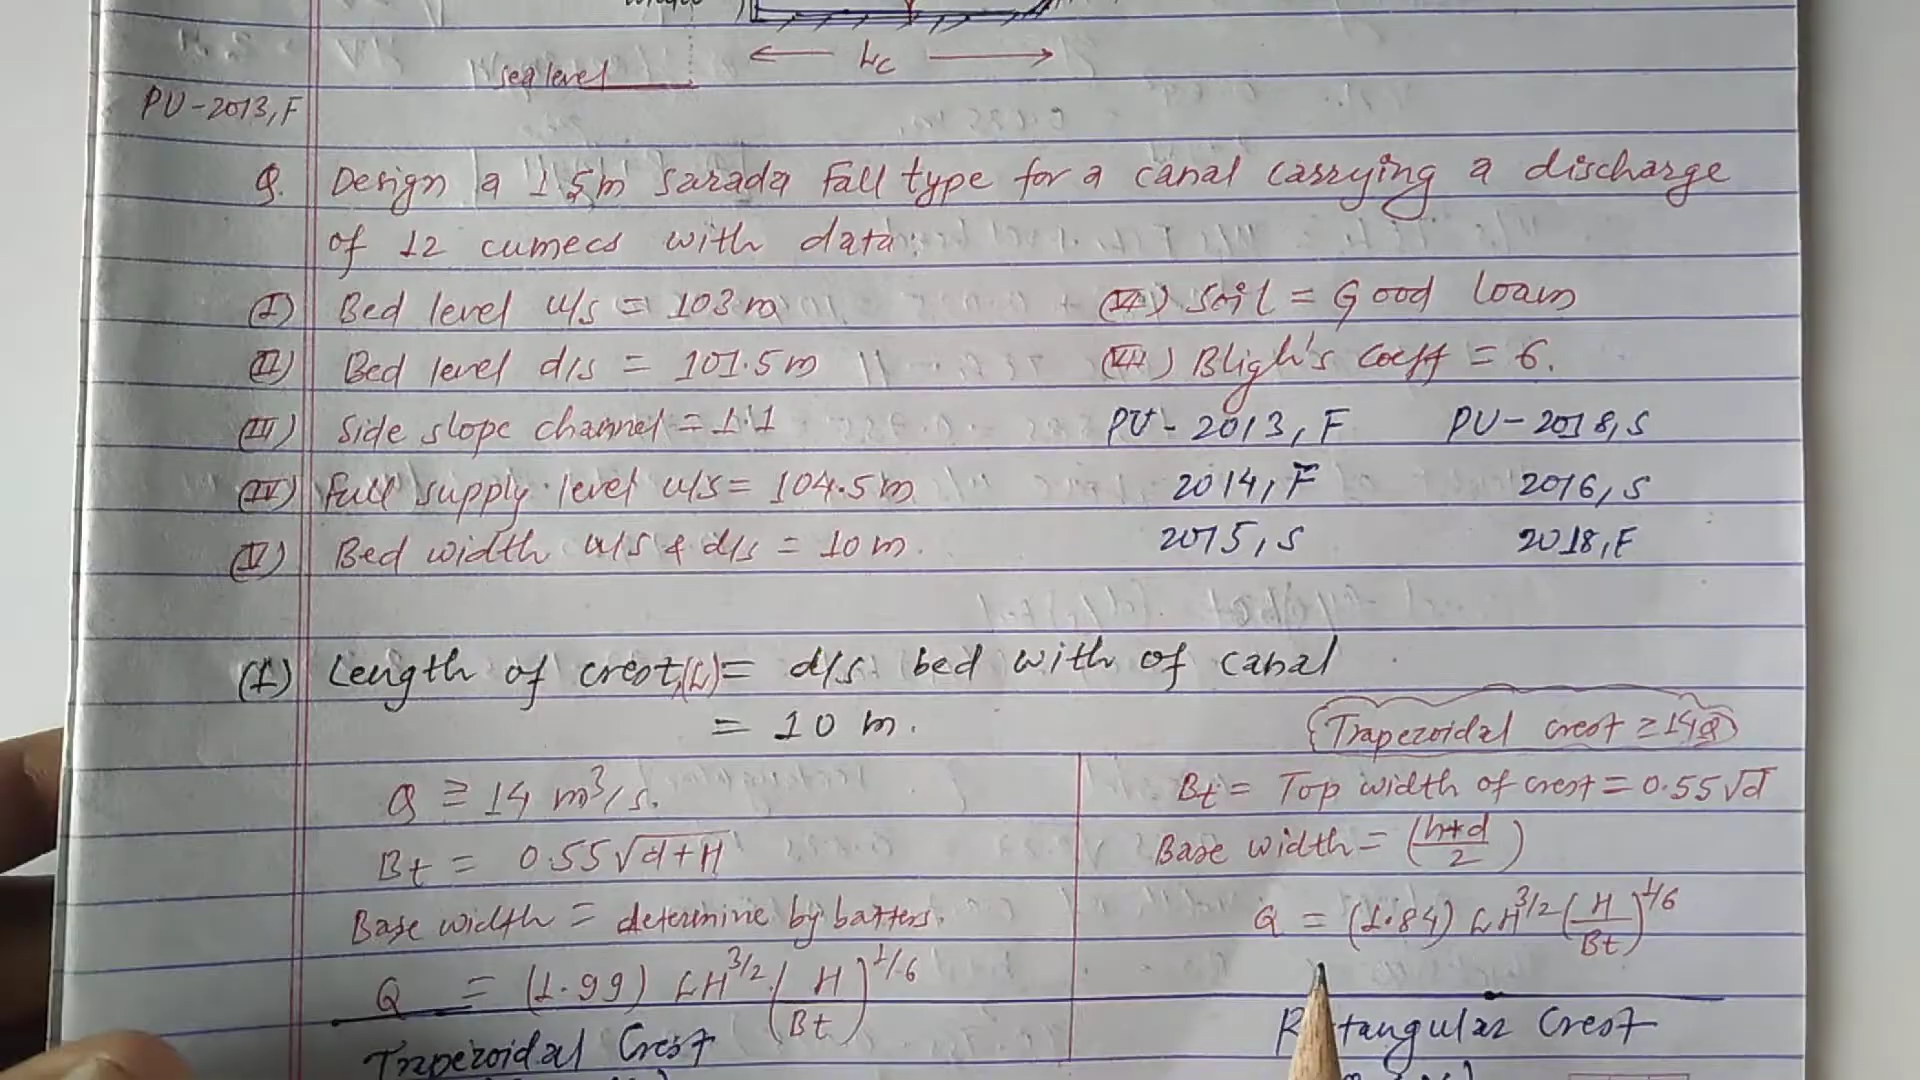 Lc
sea level
PU-2013,F
Q. Design a 1.5m sarada fall type for a canal carrying a discharge
of 12 cumecs with data:
(I) Bed level u/s = 103 m
(II) Bed level d/s = 101.5 m
(III) Side slope channel = 1:1
(IV) Full supply level u/s = 104.5 m
(V) Bed width u/s & d/s = 10 m.
(VI) Soil = Good loam
(VII) Bligh's Coeff = 6.
PU-2013, F PU-2018, S
2014, F 2016, S
2015, S 2018, F
(1) Length of crest, (L) = d/s bed with of canal
= 10 m.
Q ≥ 14 m³/s.
Bt = 0.55√d+H
Base width = determine by batters.
Q = (1.99) LH^3/2 (H/Bt)^1/6
Trapezoidal Crest
Trapezoidal crest ≥ 14Q
Bt = Top width of crest = 0.55√d
Base width = (h+d/2)
Q = (1.84) LH^3/2 (H/Bt)^1/6
Crest